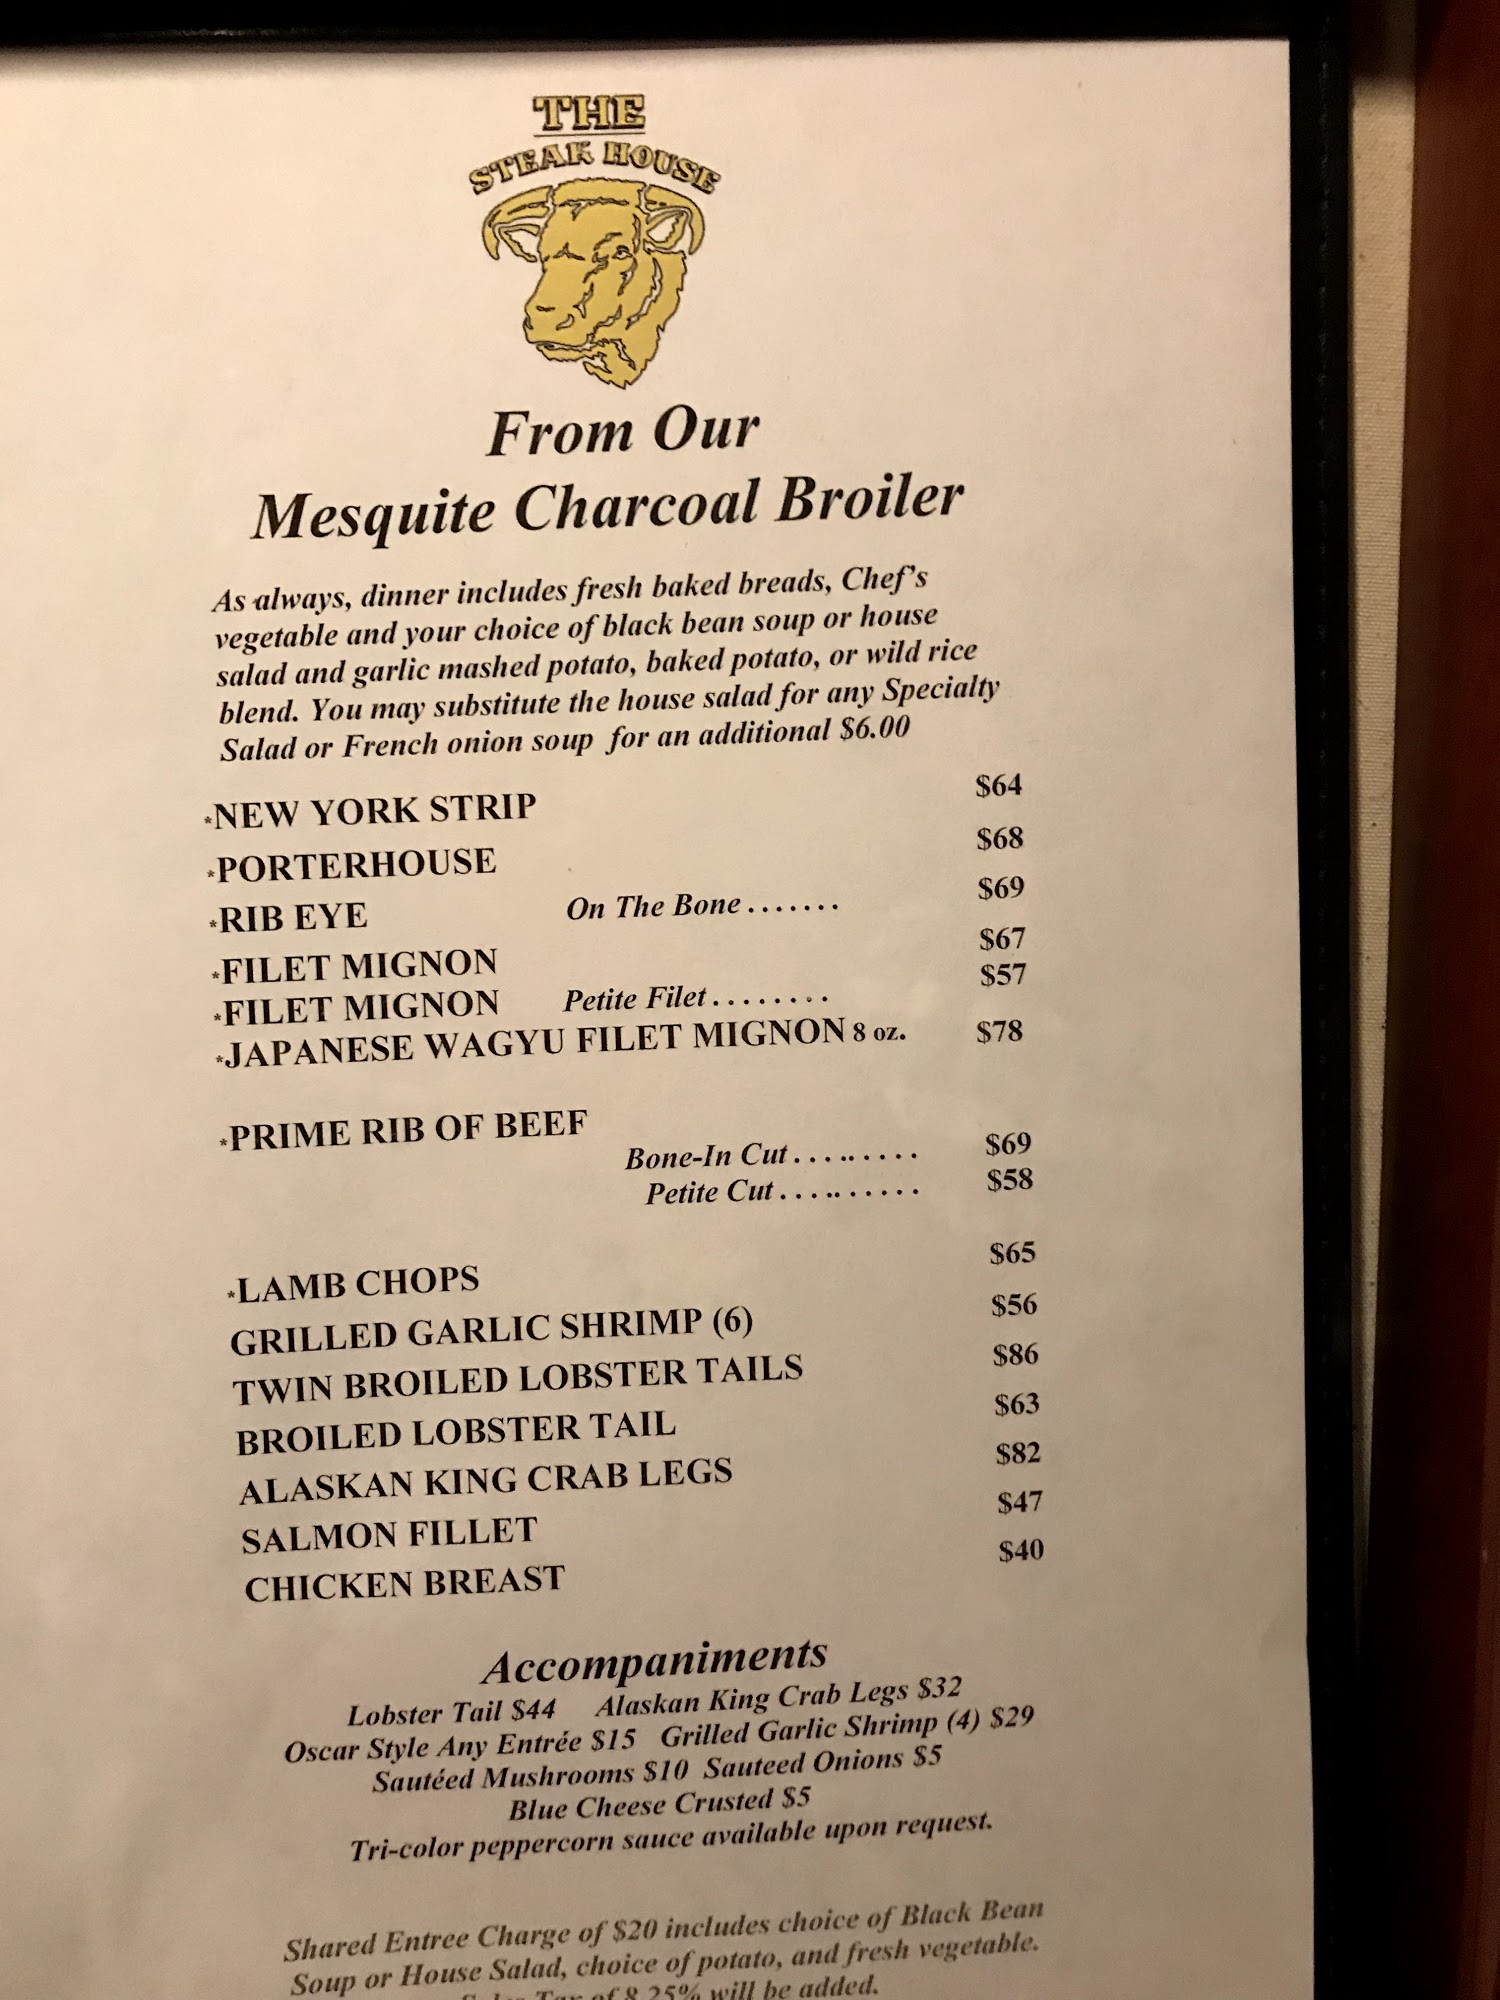 THE
STEAK HOUSE
From Our
Mesquite Charcoal Broiler
As always, dinner includes fresh baked breads, Chef's
vegetable and your choice of black bean soup or house
salad and garlic mashed potato, baked potato, or wild rice
blend. You may substitute the house salad for any Specialty
Salad or French onion soup for an additional $6.00
*NEW YORK STRIP $64
*PORTERHOUSE $68
*RIB EYE On The Bone....... $69
*FILET MIGNON $67
*FILET MIGNON Petite Filet........ $57
*JAPANESE WAGYU FILET MIGNON 8 oz. $78
*PRIME RIB OF BEEF
Bone-In Cut......... $69
Petite Cut.......... $58
*LAMB CHOPS $65
GRILLED GARLIC SHRIMP (6) $56
TWIN BROILED LOBSTER TAILS $86
BROILED LOBSTER TAIL $63
ALASKAN KING CRAB LEGS $82
SALMON FILLET $47
CHICKEN BREAST $40
Accompaniments
Lobster Tail $44 Alaskan King Crab Legs $32
Oscar Style Any Entrée $15 Grilled Garlic Shrimp (4) $29
Sautéed Mushrooms $10 Sauteed Onions $5
Blue Cheese Crusted $5
Tri-color peppercorn sauce available upon request.
Shared Entree Charge of $20 includes choice of Black Bean
Soup or House Salad, choice of potato, and fresh vegetable.
Sales Tax of 8.25% will be added.